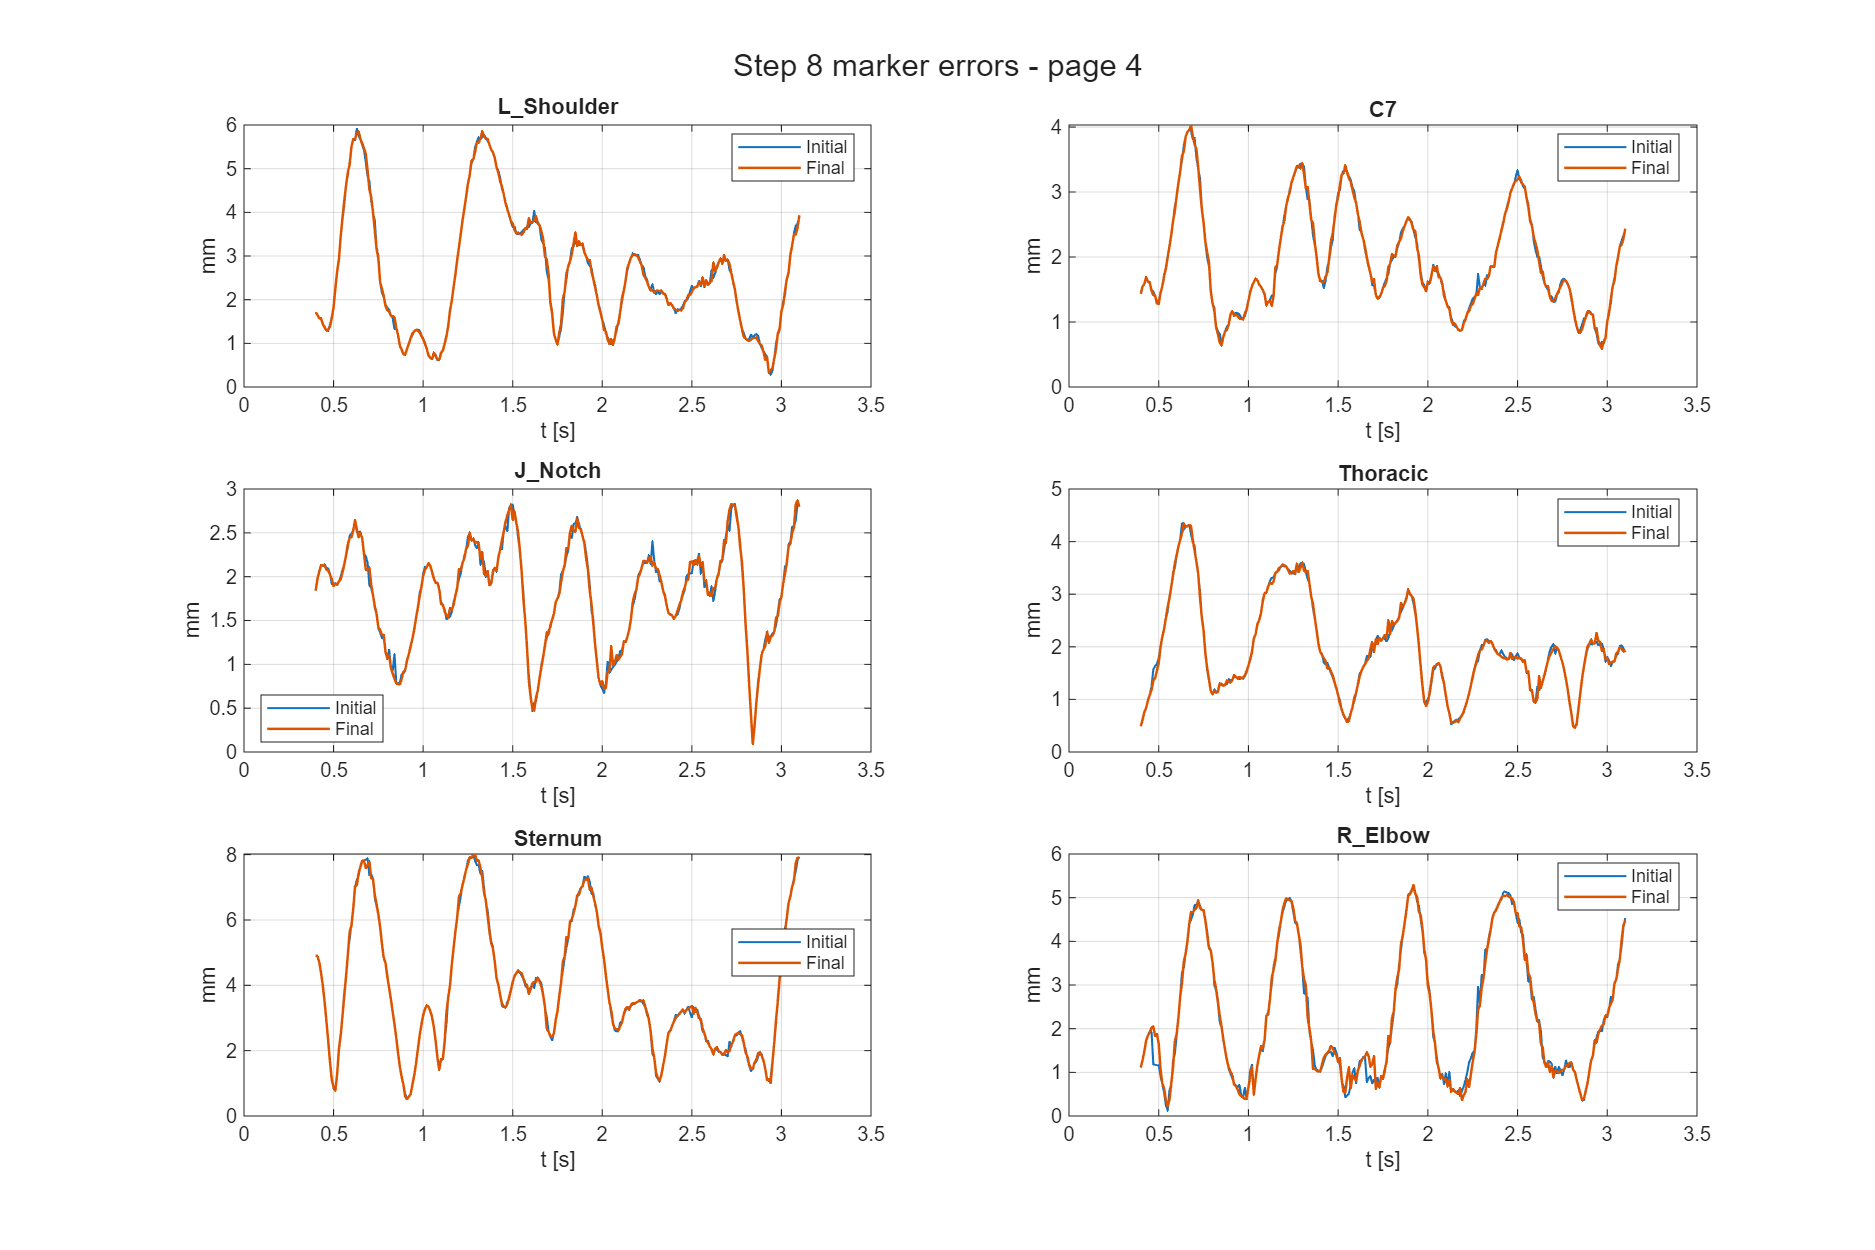 Step 8 marker errors - page 4
L_Shoulder
mm
6
5
4
3
2
1
0
0 0.5 1 1.5 2 2.5 3 3.5
t [s]
Initial
Final
C7
mm
4
3
2
1
0
0 0.5 1 1.5 2 2.5 3 3.5
t [s]
Initial
Final
J_Notch
mm
3
2.5
2
1.5
1
0.5
0
0 0.5 1 1.5 2 2.5 3 3.5
t [s]
Initial
Final
Thoracic
mm
5
4
3
2
1
0
0 0.5 1 1.5 2 2.5 3 3.5
t [s]
Initial
Final
Sternum
mm
8
6
4
2
0
0 0.5 1 1.5 2 2.5 3 3.5
t [s]
Initial
Final
R_Elbow
mm
6
5
4
3
2
1
0
0 0.5 1 1.5 2 2.5 3 3.5
t [s]
Initial
Final